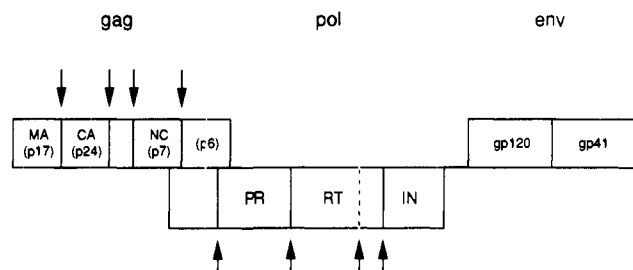 gag pol env
MA CA NC
(p17) (p24) (p7) (p6) gp120 gp41
PR RT IN